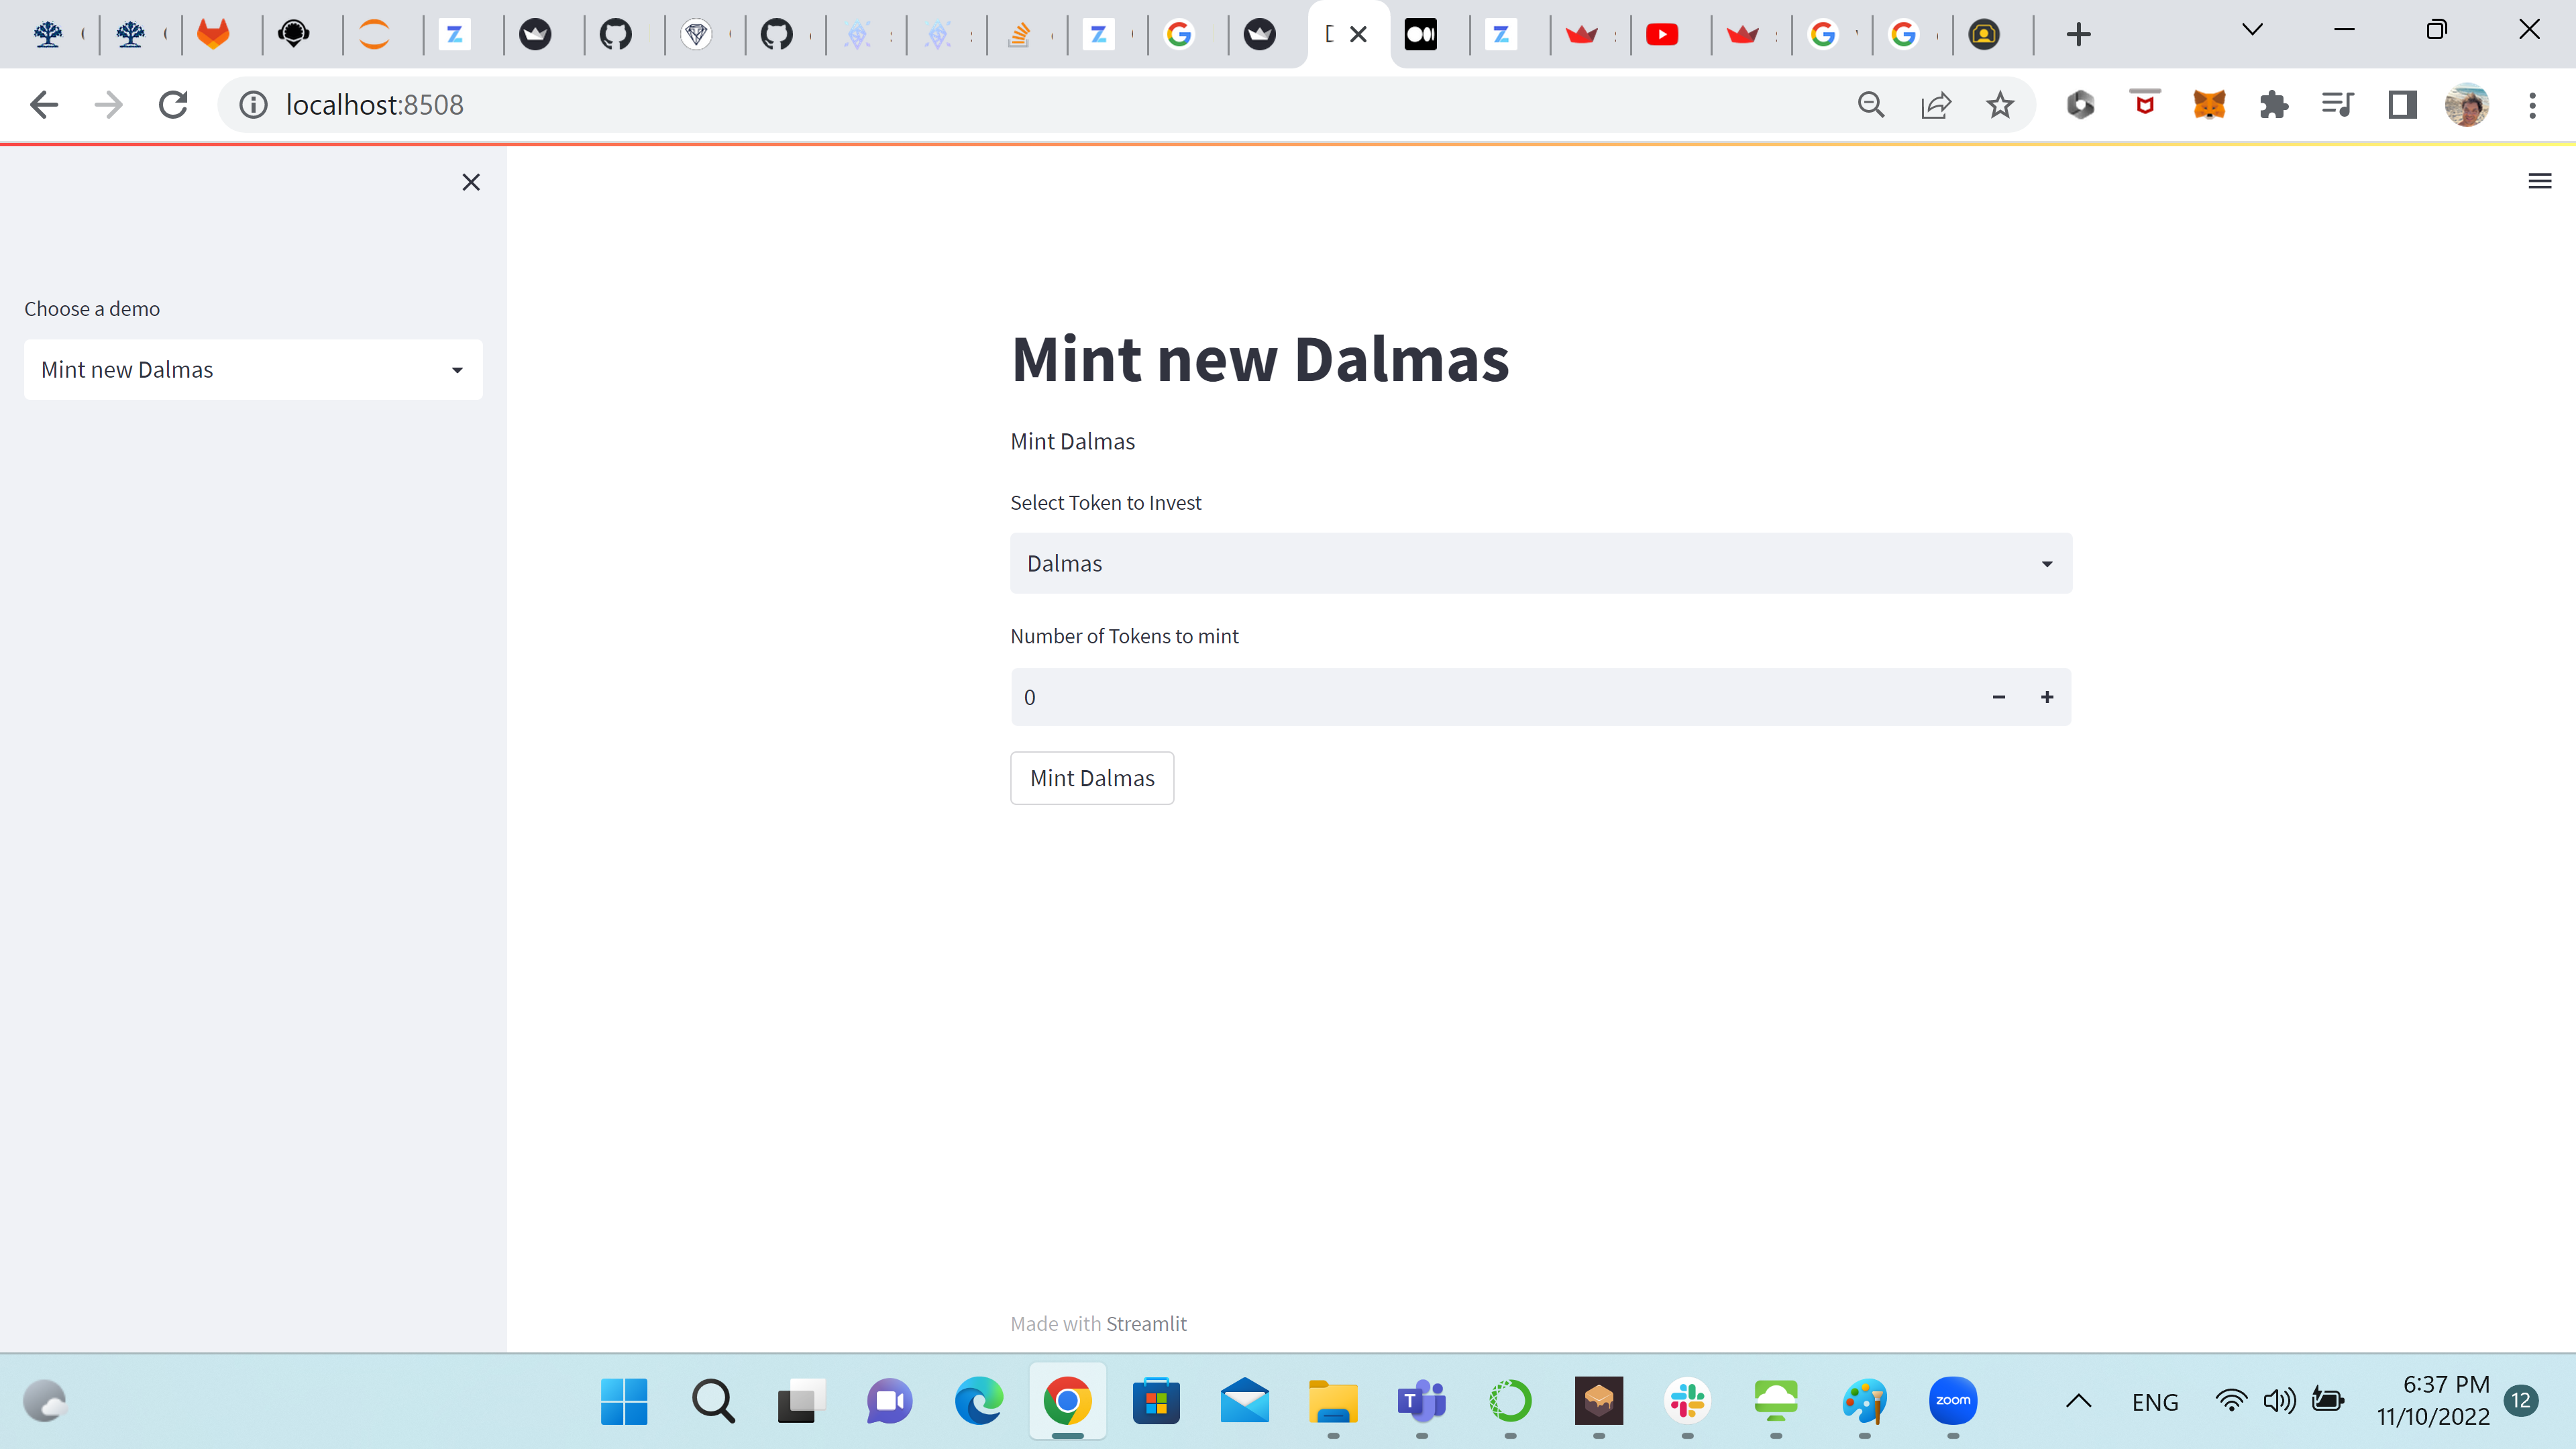 localhost:8508
Choose a demo
Mint new Dalmas
Mint new Dalmas
Mint Dalmas
Select Token to Invest
Dalmas
Number of Tokens to mint
0
Mint Dalmas
Made with Streamlit
T
zoom
ENG
6:37 PM
11/10/2022
12